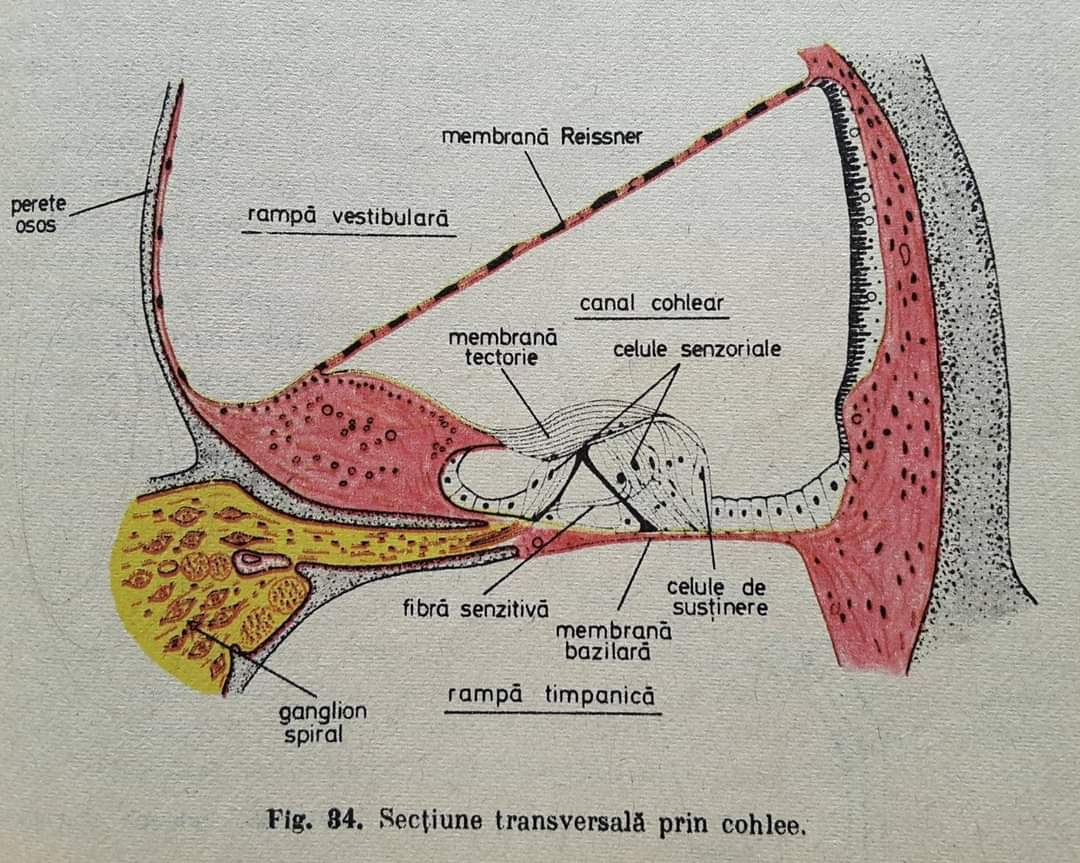 membrană Reissner
perete
osos
rampă vestibulară
canal cohlear
membrană
tectorie
celule senzoriale
fibră senzitivă
celule de
susținere
membrană
bazilară
rampă timpanică
ganglion
spiral
Fig. 84. Secțiune transversală prin cohlee.